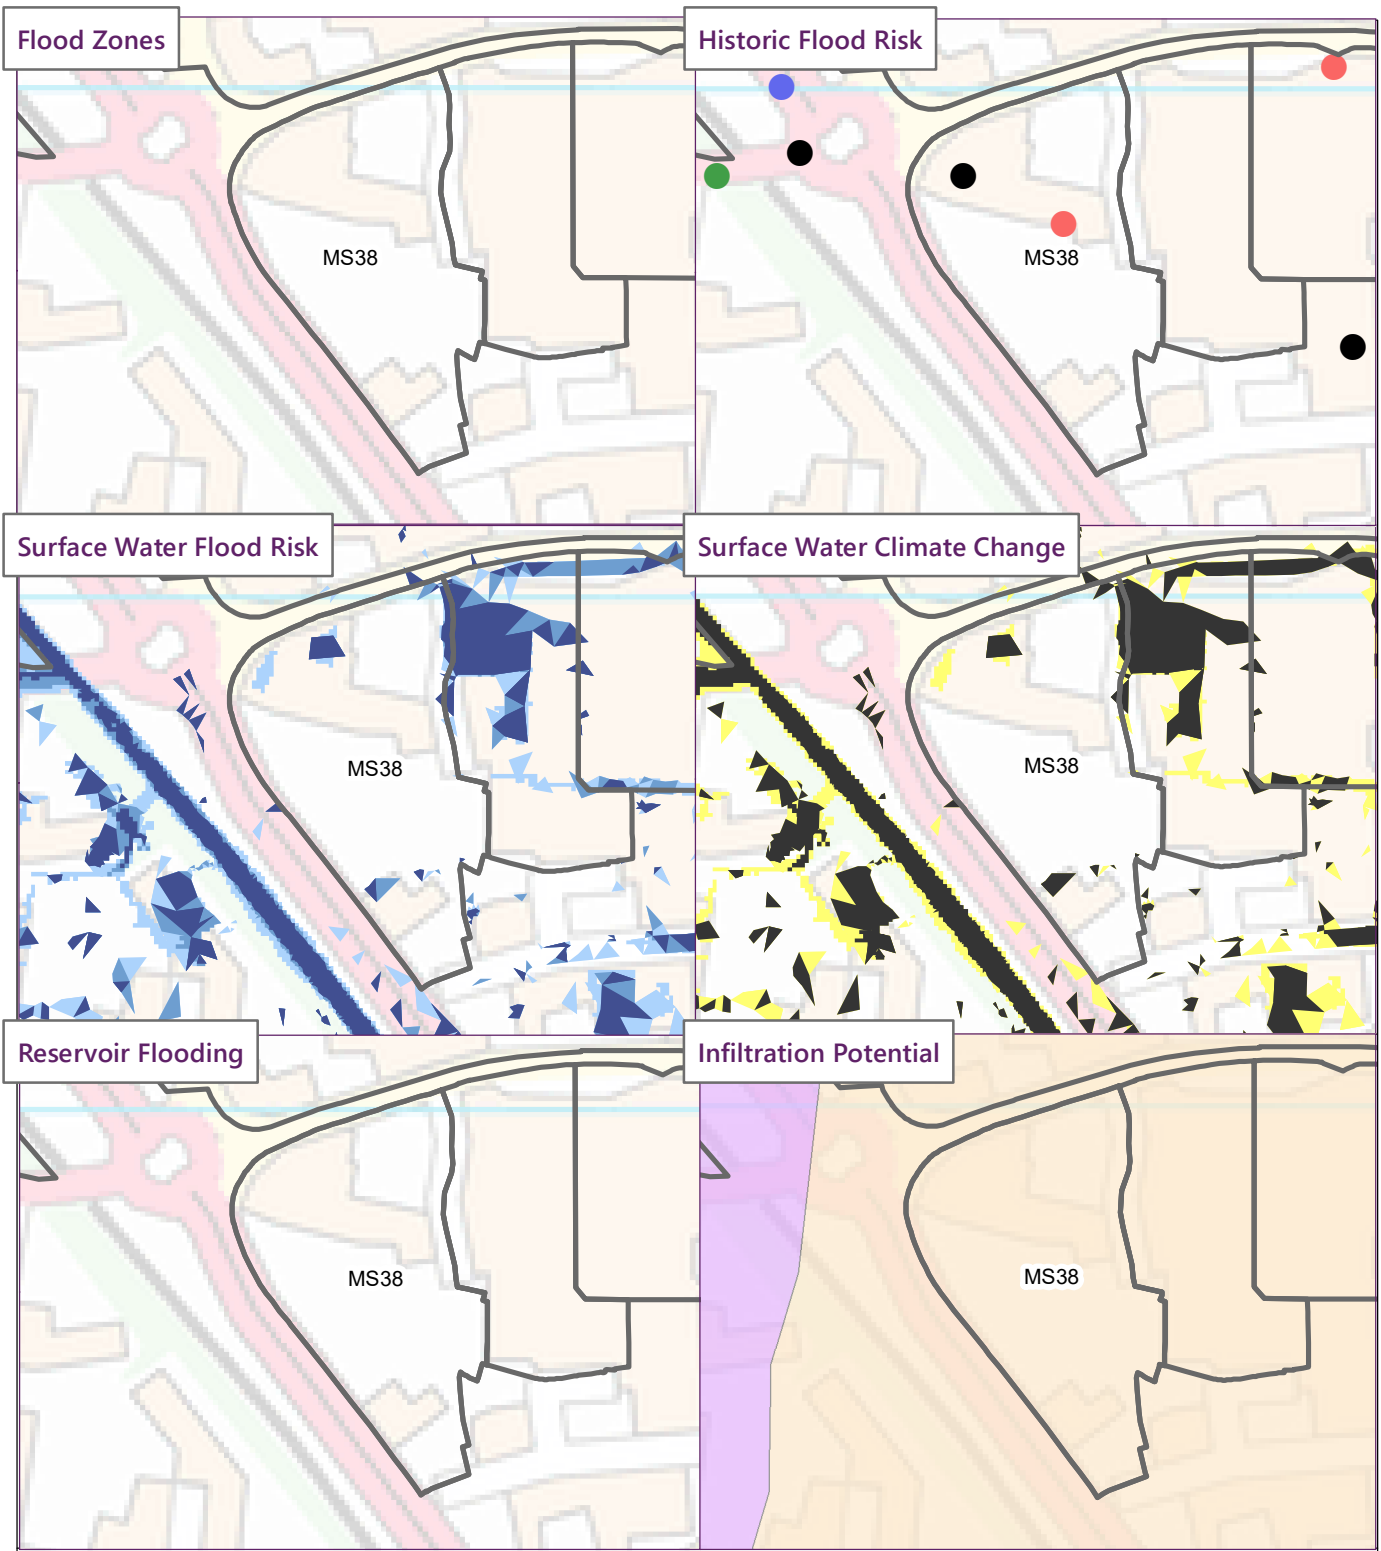 Flood Zones
Historic Flood Risk
MS38
MS38
Surface Water Flood Risk
Surface Water Climate Change
MS38
MS38
Reservoir Flooding
Infiltration Potential
MS38
MS38